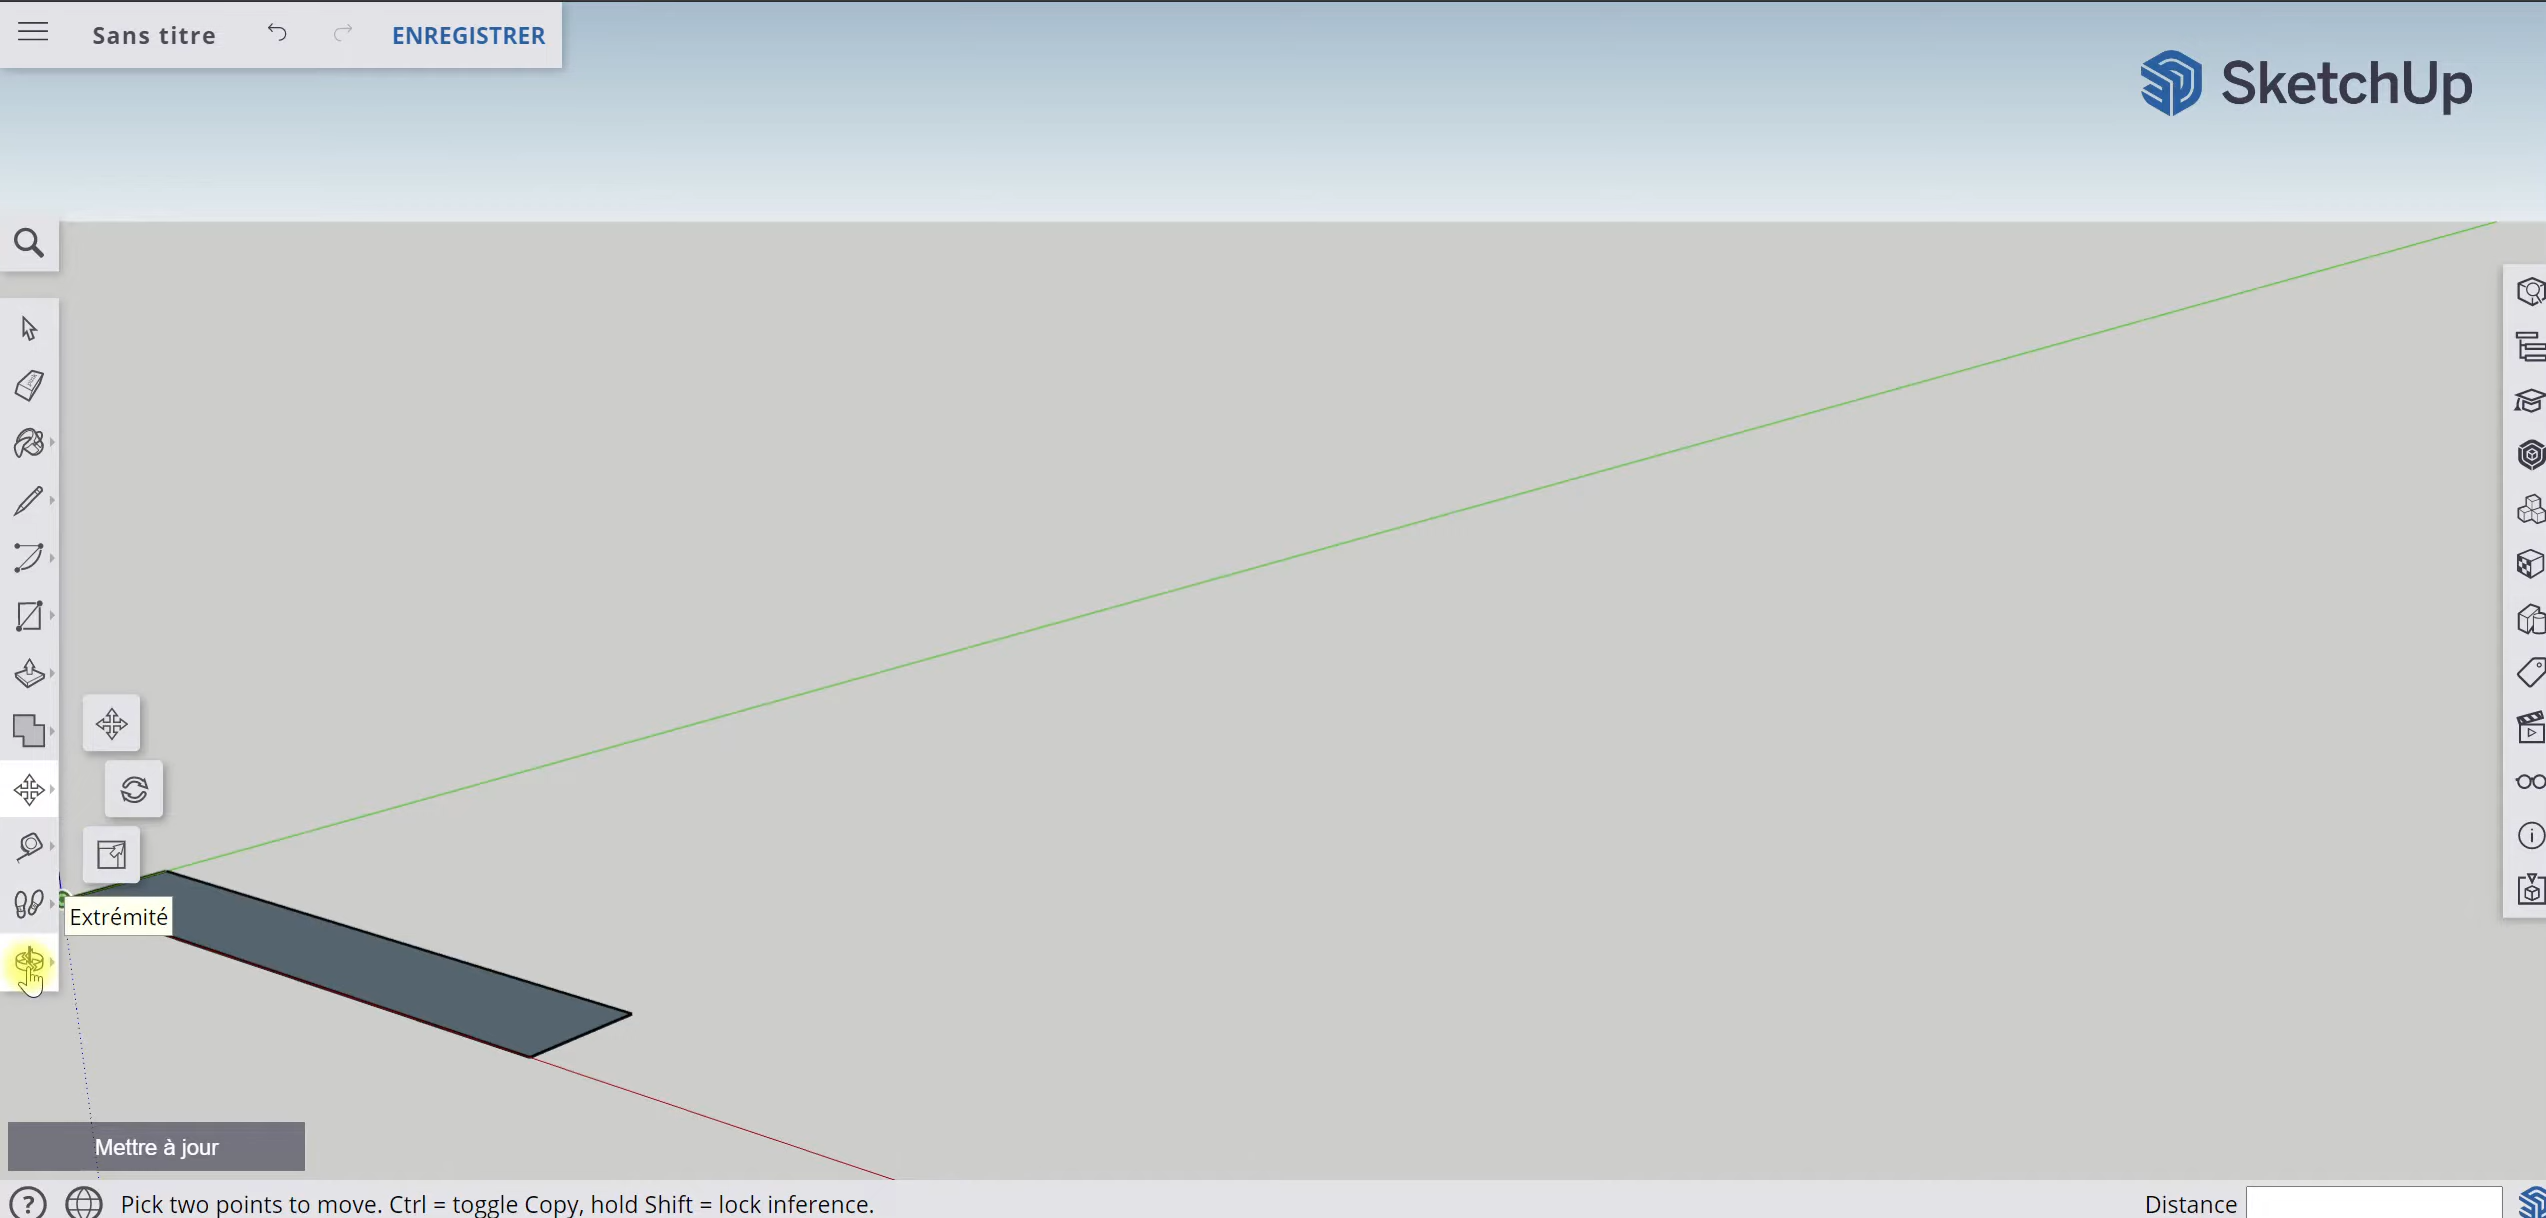 Sans titre
ENREGISTRER
SketchUp
Extrémité
Mettre à jour
? Pick two points to move. Ctrl = toggle Copy, hold Shift = lock inference.
Distance